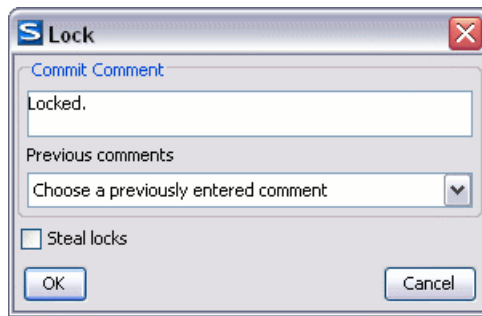 S Lock
Commit Comment
Locked.
Previous comments
Choose a previously entered comment
Steal locks
OK Cancel